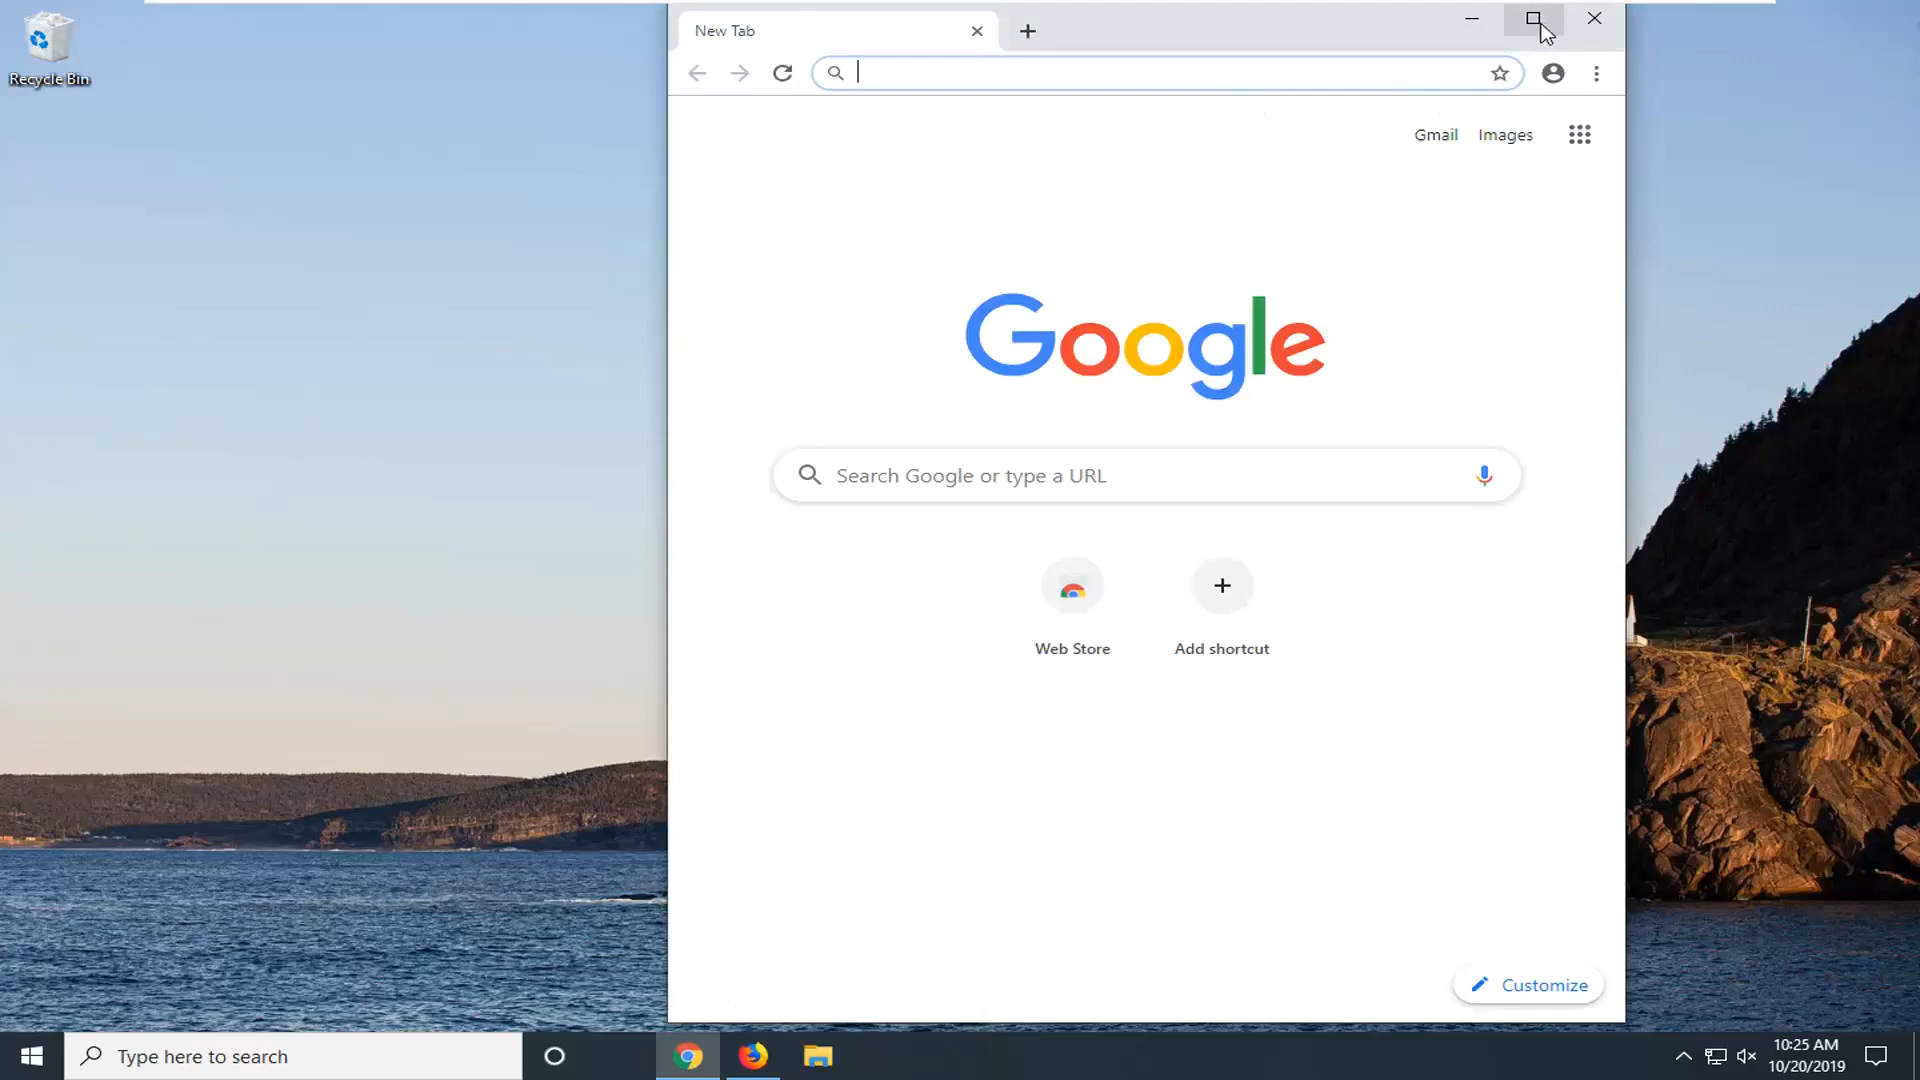 Recycle Bin
New Tab
Gmail Images
Google
Search Google or type a URL
Web Store
Add shortcut
Customize
Type here to search
10:25 AM
10/20/2019